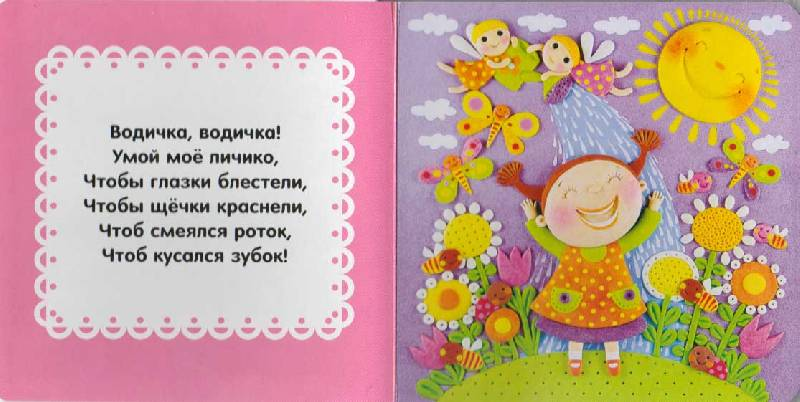 Водичка, водичка!
Умой моё личико,
Чтобы глазки блестели,
Чтобы щёчки краснели,
Чтоб смеялся роток,
Чтоб кусался зубок!